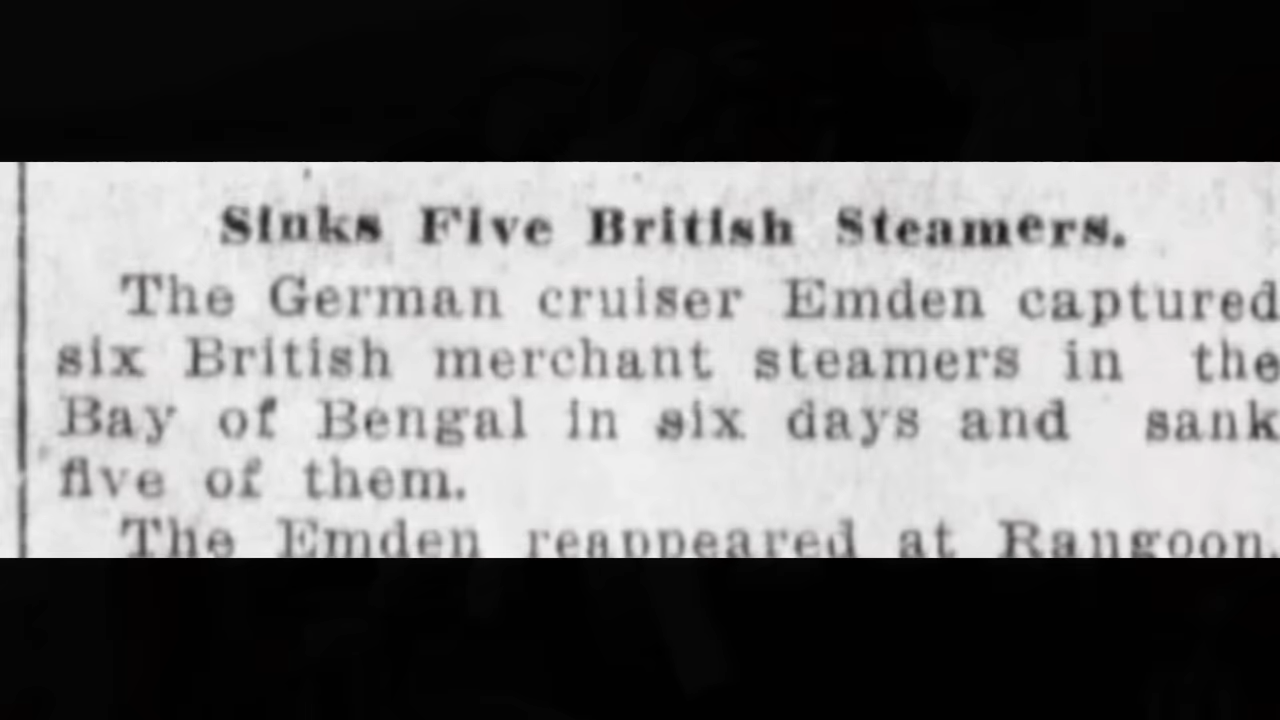 Sinks Five British Steamers.
The German cruiser Emden captured
six British merchant steamers in the
Bay of Bengal in six days and sank
five of them.
The Emden reappeared at Rangoon,